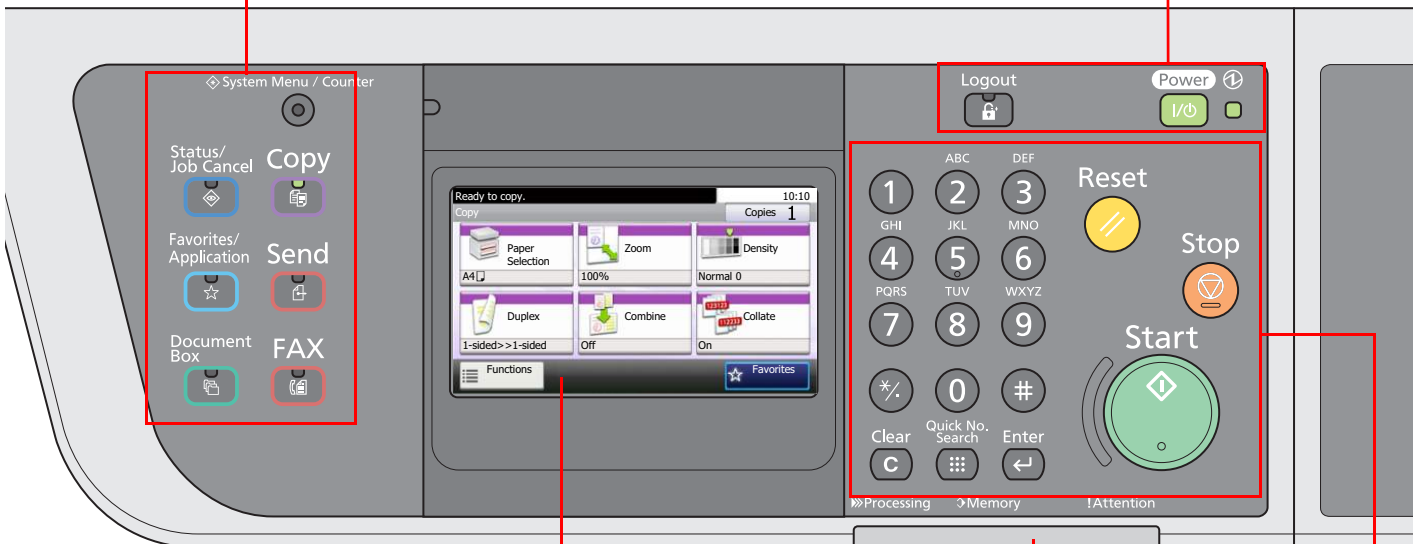 System Menu / Counter
Status/
Job Cancel
Copy
Favorites/
Application
Send
Document
Box
FAX
Ready to copy.
10:10
Copy
Copies 1
Paper
Selection
A4
Zoom
100%
Density
Normal 0
Duplex
1-sided>>1-sided
Combine
Off
123123
112233
Collate
On
Functions
Favorites
Logout
Power
I/
ABC
DEF
1
2
3
GHI
JKL
MNO
4
5
6
PQRS
TUV
WXYZ
7
8
9
*/.
0
#
Clear
Quick No.
Search
Enter
C
Reset
Stop
Start
Processing
Memory
!Attention